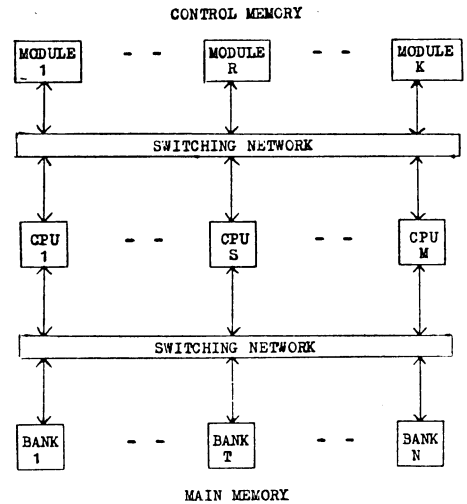 CONTROL MEMORY
MODULE 1 - - MODULE R - - MODULE K
SWITCHING NETWORK
CPU 1 - - CPU S - - CPU M
SWITCHING NETWORK
BANK 1 - - BANK T - - BANK N
MAIN MEMORY